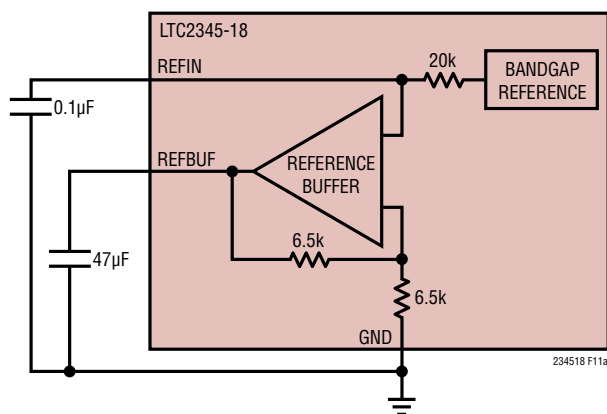 LTC2345-18
REFIN
20k
BANDGAP
REFERENCE
0.1µF
REFBUF
REFERENCE
BUFFER
6.5k
47µF
6.5k
GND
234518 F11a